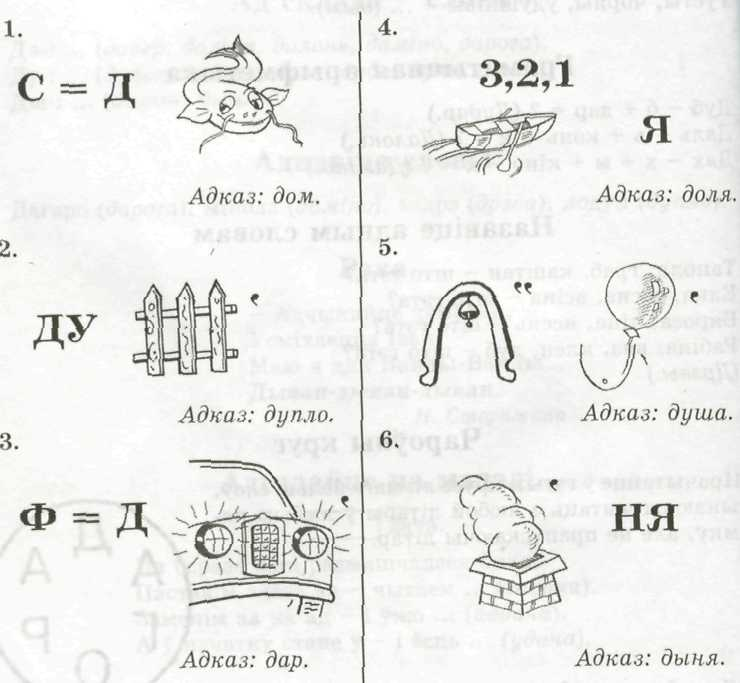 1.
С = Д
Адказ: дом.
2.
ДУ
Адказ: дупло.
3.
Ф = Д
Адказ: дар.
4.
3,2,1
Я
Адказ: доля.
5.
Адказ: душа.
6.
НЯ
Адказ: дыня.